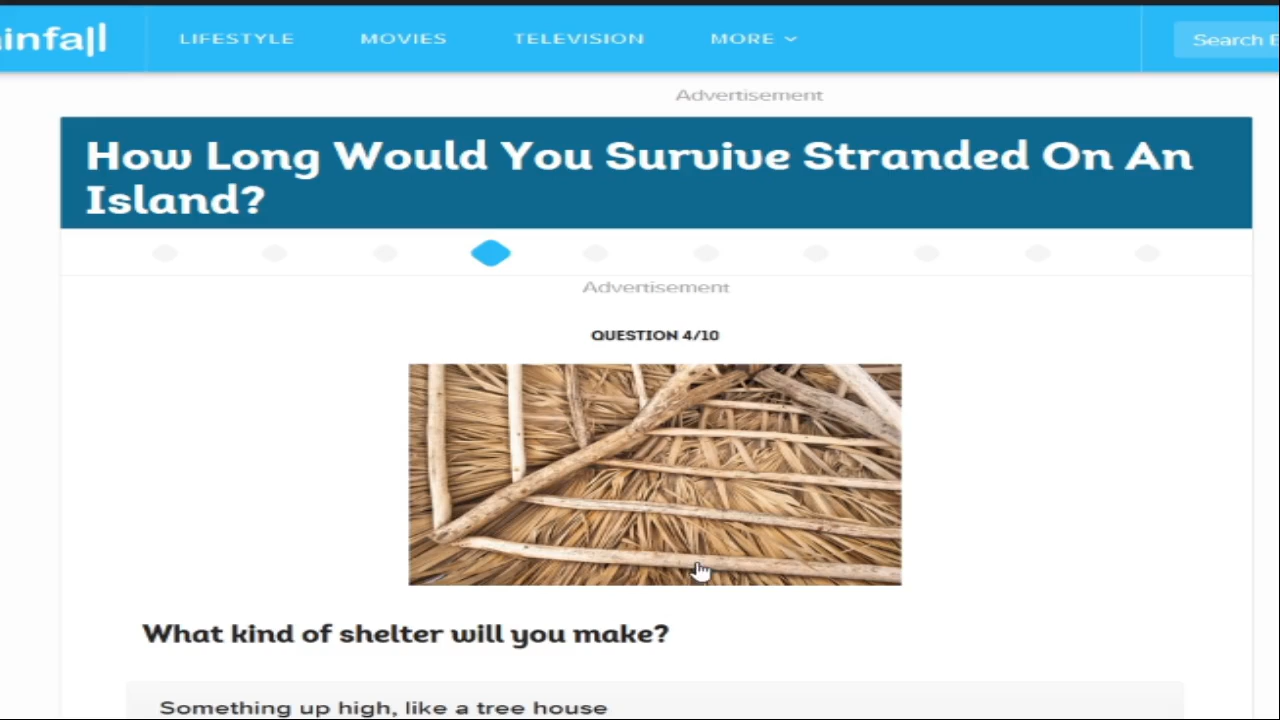 infall
LIFESTYLE MOVIES TELEVISION MORE
Search
Advertisement
How Long Would You Survive Stranded On An
Island?
Advertisement
QUESTION 4/10
What kind of shelter will you make?
Something up high, like a tree house